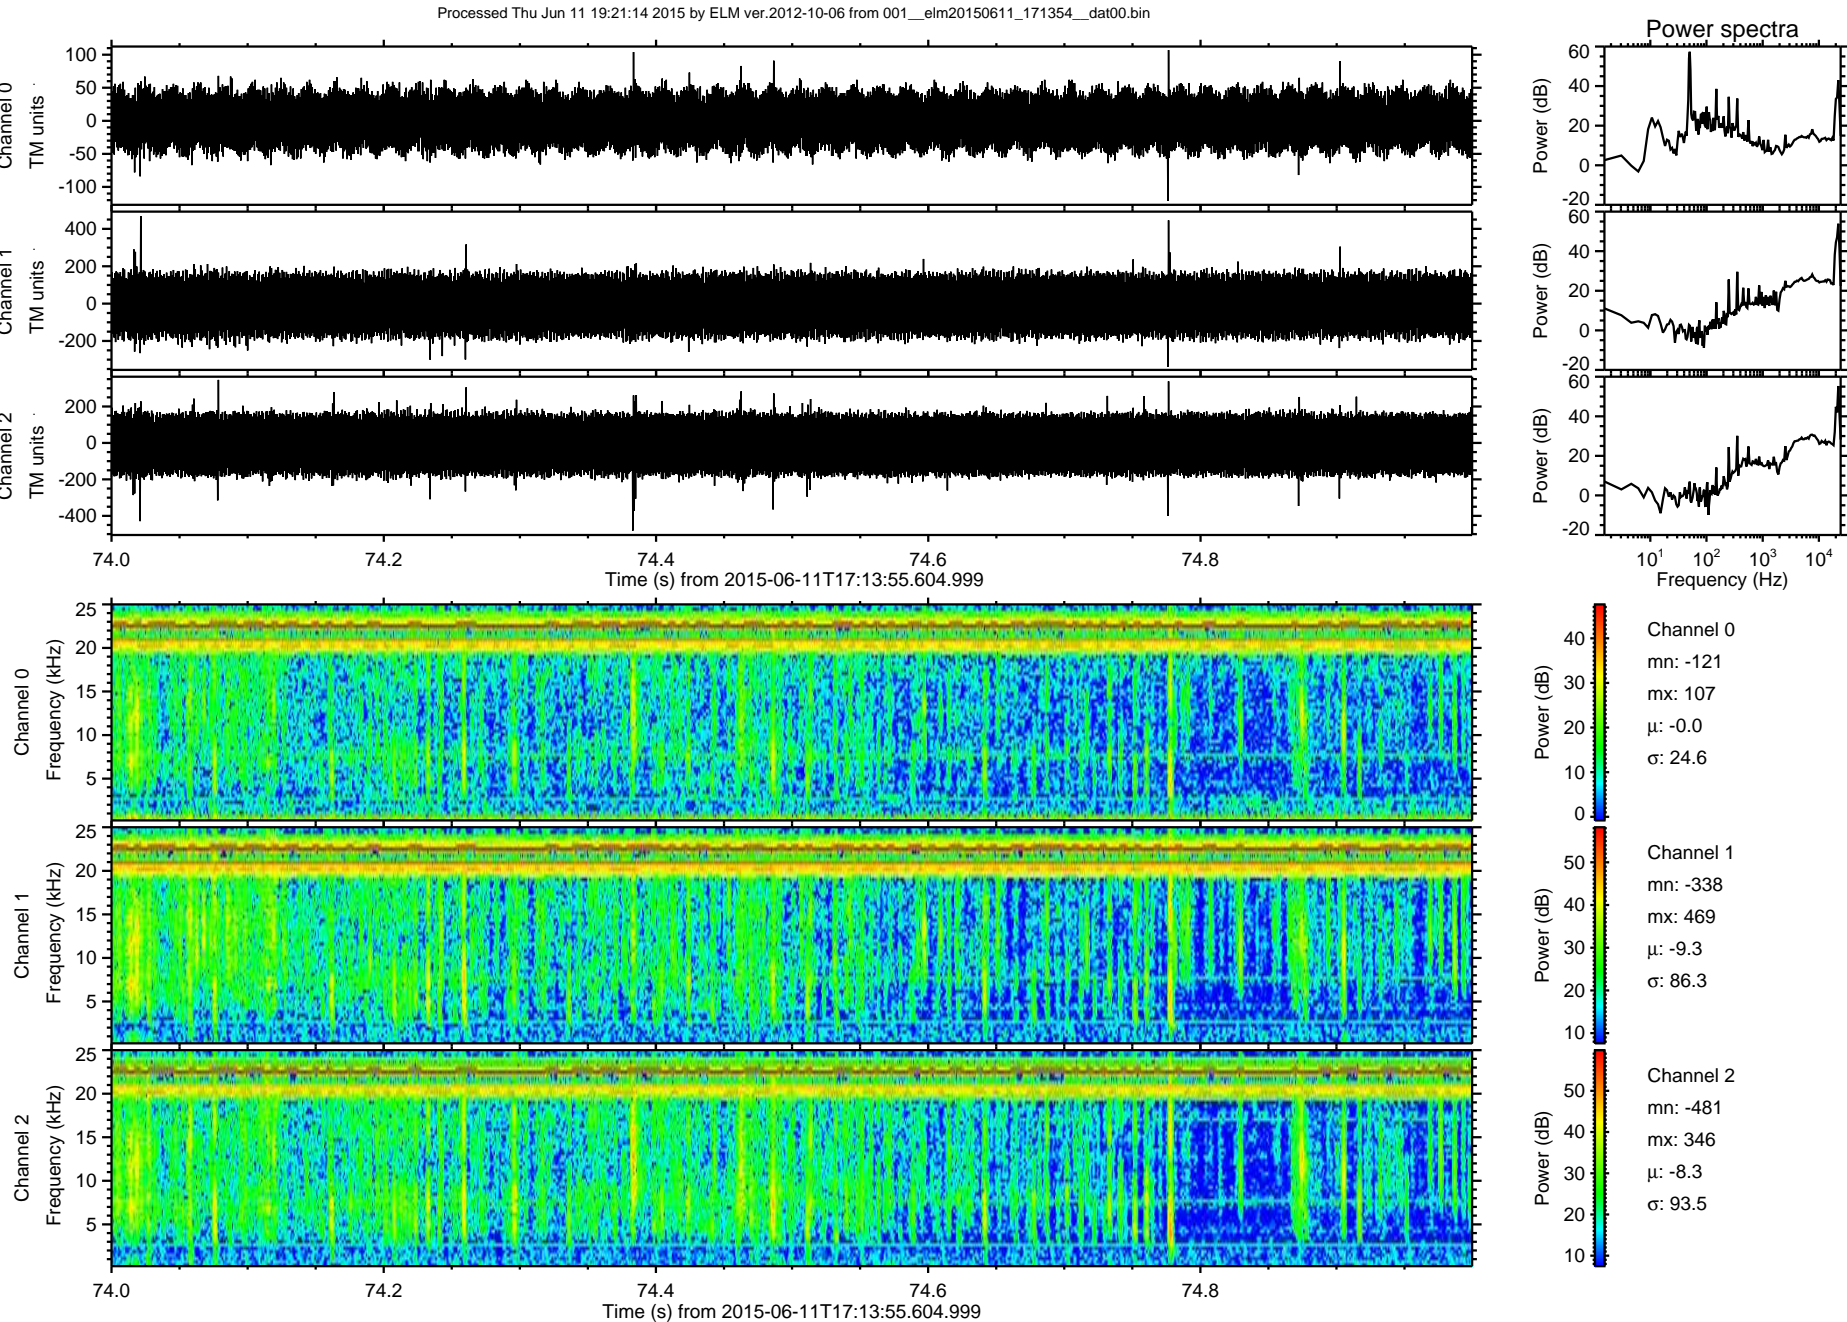 Processed Thu Jun 11 19:21:14 2015 by ELM ver.2012-10-06 from 001__elm20150611_171354__dat00.bin
Power spectra
Channel 0
TM units
100
50
0
-50
-100
Power (dB)
60
40
20
0
-20
Channel 1
TM units
400
200
0
-200
Power (dB)
60
40
20
0
-20
Channel 2
TM units
200
0
-200
-400
Power (dB)
60
40
20
0
-20
74.0 74.2 74.4 74.6 74.8
Time (s) from 2015-06-11T17:13:55.604.999
10^1 10^2 10^3 10^4
Frequency (Hz)
Channel 0
Frequency (kHz)
25
20
15
10
5
Power (dB)
40
30
20
10
0
Channel 0
mn: -121
mx: 107
μ: -0.0
σ: 24.6
Channel 1
Frequency (kHz)
25
20
15
10
5
Power (dB)
50
40
30
20
10
Channel 1
mn: -338
mx: 469
μ: -9.3
σ: 86.3
Channel 2
Frequency (kHz)
25
20
15
10
5
Power (dB)
50
40
30
20
10
Channel 2
mn: -481
mx: 346
μ: -8.3
σ: 93.5
74.0 74.2 74.4 74.6 74.8
Time (s) from 2015-06-11T17:13:55.604.999